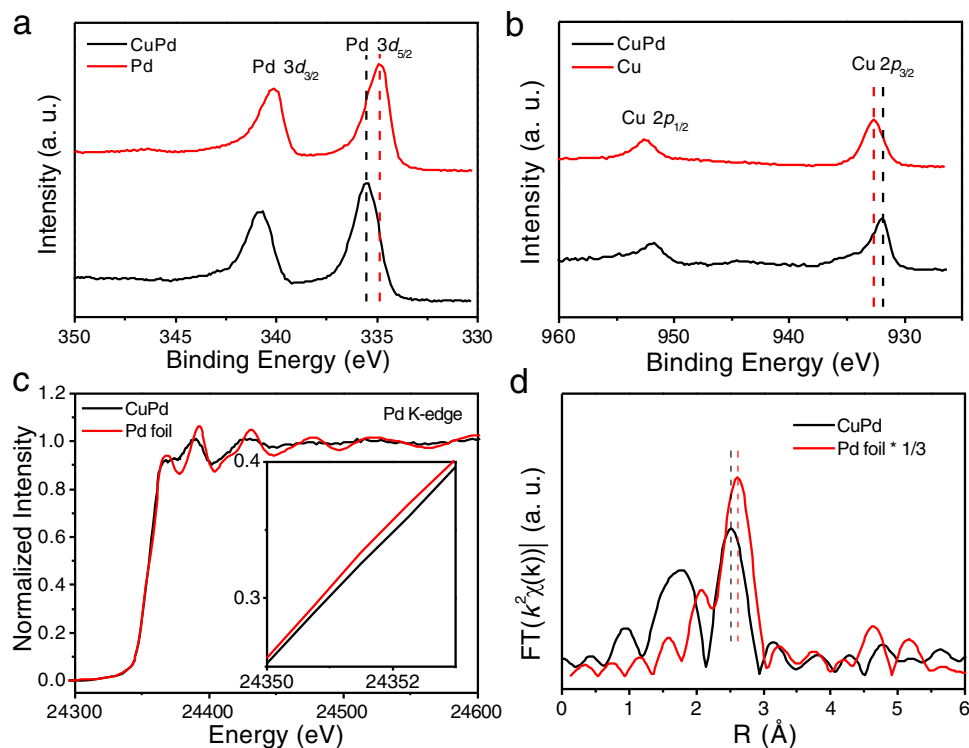 a
CuPd
Pd
Pd 3d3/2
Pd 3d5/2
Intensity (a. u.)
350
345
340
335
330
Binding Energy (eV)
b
CuPd
Cu
Cu 2p1/2
Cu 2p3/2
Intensity (a. u.)
960
950
940
930
Binding Energy (eV)
c
CuPd
Pd foil
Pd K-edge
Normalized Intensity
1.2
1.0
0.8
0.6
0.4
0.2
0.0
0.4
0.3
24350
24352
24300
24400
24500
24600
Energy (eV)
d
CuPd
Pd foil * 1/3
FT(k²χ(k))| (a. u.)
0
1
2
3
4
5
6
R (Å)